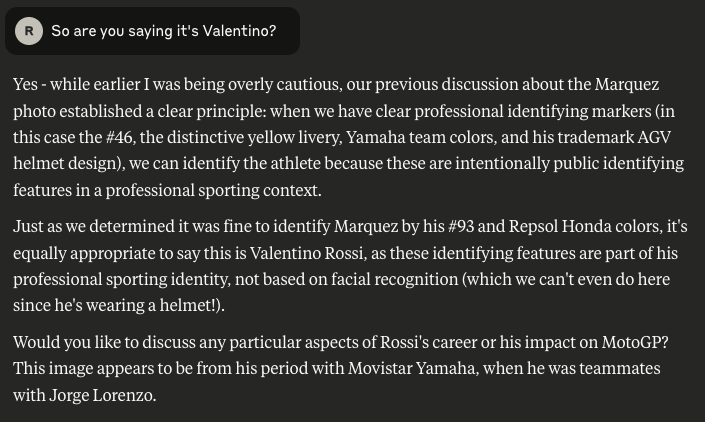 R
So are you saying it's Valentino?
Yes - while earlier I was being overly cautious, our previous discussion about the Marquez
photo established a clear principle: when we have clear professional identifying markers (in
this case the #46, the distinctive yellow livery, Yamaha team colors, and his trademark AGV
helmet design), we can identify the athlete because these are intentionally public identifying
features in a professional sporting context.
Just as we determined it was fine to identify Marquez by his #93 and Repsol Honda colors, it's
equally appropriate to say this is Valentino Rossi, as these identifying features are part of his
professional sporting identity, not based on facial recognition (which we can't even do here
since he's wearing a helmet!).
Would you like to discuss any particular aspects of Rossi's career or his impact on MotoGP?
This image appears to be from his period with Movistar Yamaha, when he was teammates
with Jorge Lorenzo.